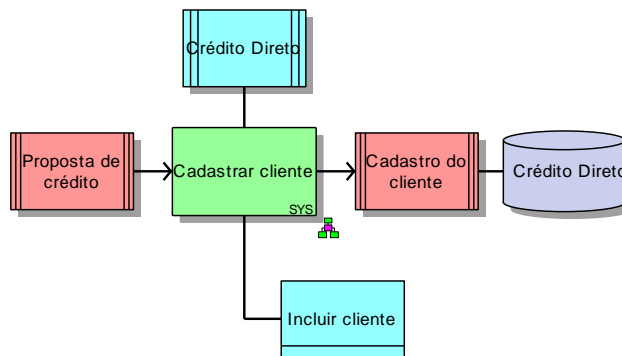 Crédito Direto
Proposta de
crédito
Cadastrar cliente
SYS
Cadastro do
cliente
Crédito Direto
Incluir cliente